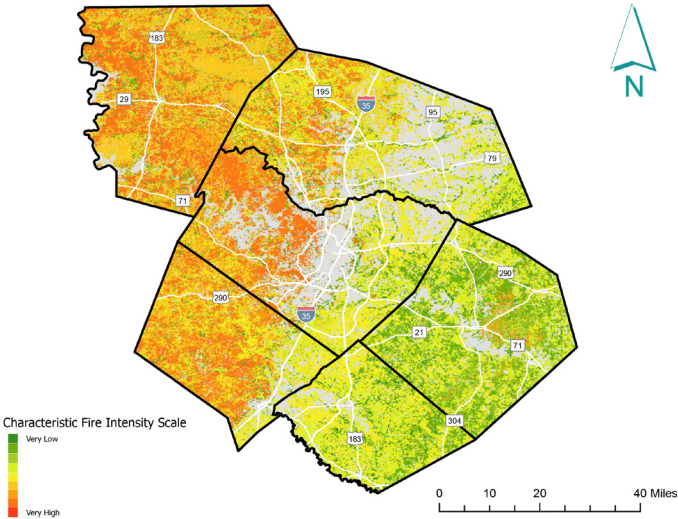 183
29
195
35
95
79
71
N
290
35
290
21
71
304
183
Characteristic Fire Intensity Scale
Very Low
Very High
0 10 20 40 Miles